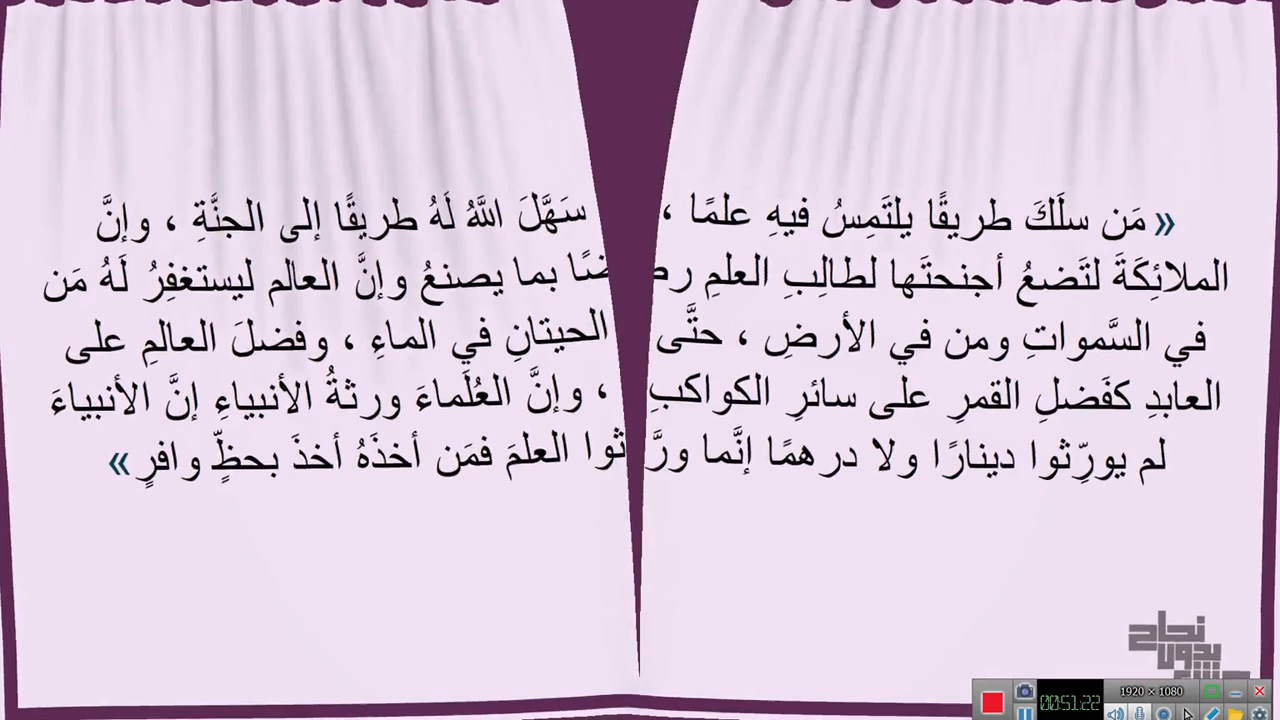 « مَن سلَكَ طريقًا يلتَمِسُ فيهِ علمًا ، سَهَّلَ اللَّهُ لَهُ طريقًا إلى الجنَّةِ ، وإنَّ
الملائِكَةَ لتَضعُ أجنحتَها لطالِبِ العلمِ رضًا بما يصنعُ وإنَّ العالم ليستغفِرُ لَهُ مَن
في السَّمواتِ ومن في الأرضِ ، حتَّى الحيتانِ في الماءِ ، وفضلَ العالمِ على
العابدِ كفَضلِ القمرِ على سائرِ الكواكبِ ، وإنَّ العُلَماءَ ورثةُ الأنبياءِ إنَّ الأنبياءَ
لم يورِّثوا دينارًا ولا درهمًا إنَّما ورَّثوا العلمَ فمَن أخذَهُ أخذَ بحظٍّ وافرٍ »
نجاح
بدون
00:51:22
1920 × 1080